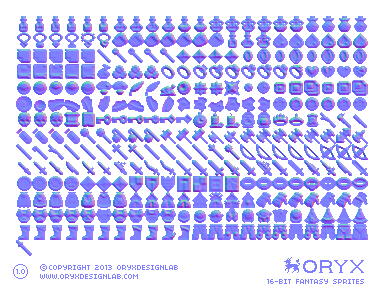 1.0
©COPYRIGHT 2013 ORYXDESIGNLAB
WWW.ORYXDESIGNLAB.COM
ORYX
16-BIT FANTASY SPRITES